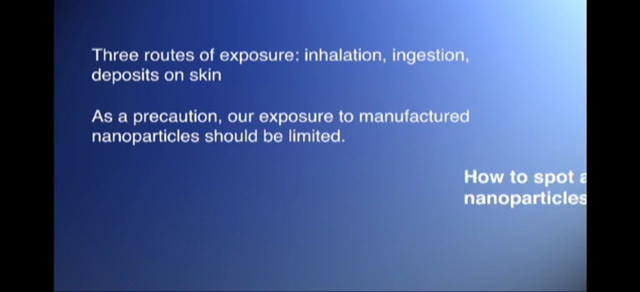 Three routes of exposure: inhalation, ingestion,
deposits on skin
As a precaution, our exposure to manufactured
nanoparticles should be limited.
How to spot a
nanoparticles